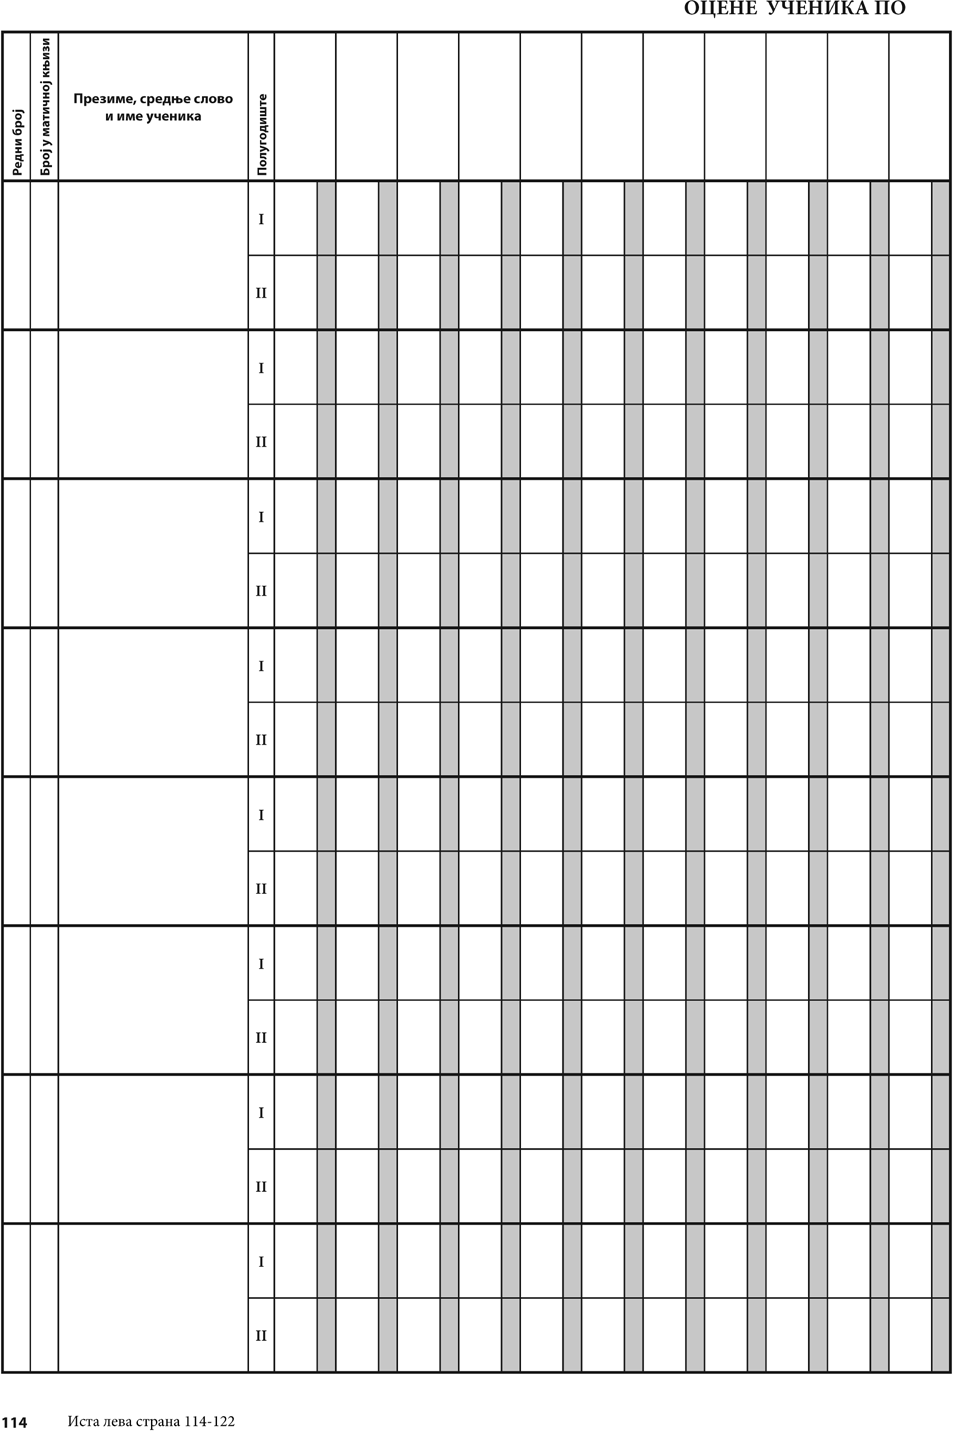 ОЦЕНЕ УЧЕНИКА ПО
Редни број
Број у матичној књизи
Презиме, средње слово
и име ученика
Полугодиште
I
II
I
II
I
II
I
II
I
II
I
II
I
II
I
II
114 Иста лева страна 114-122